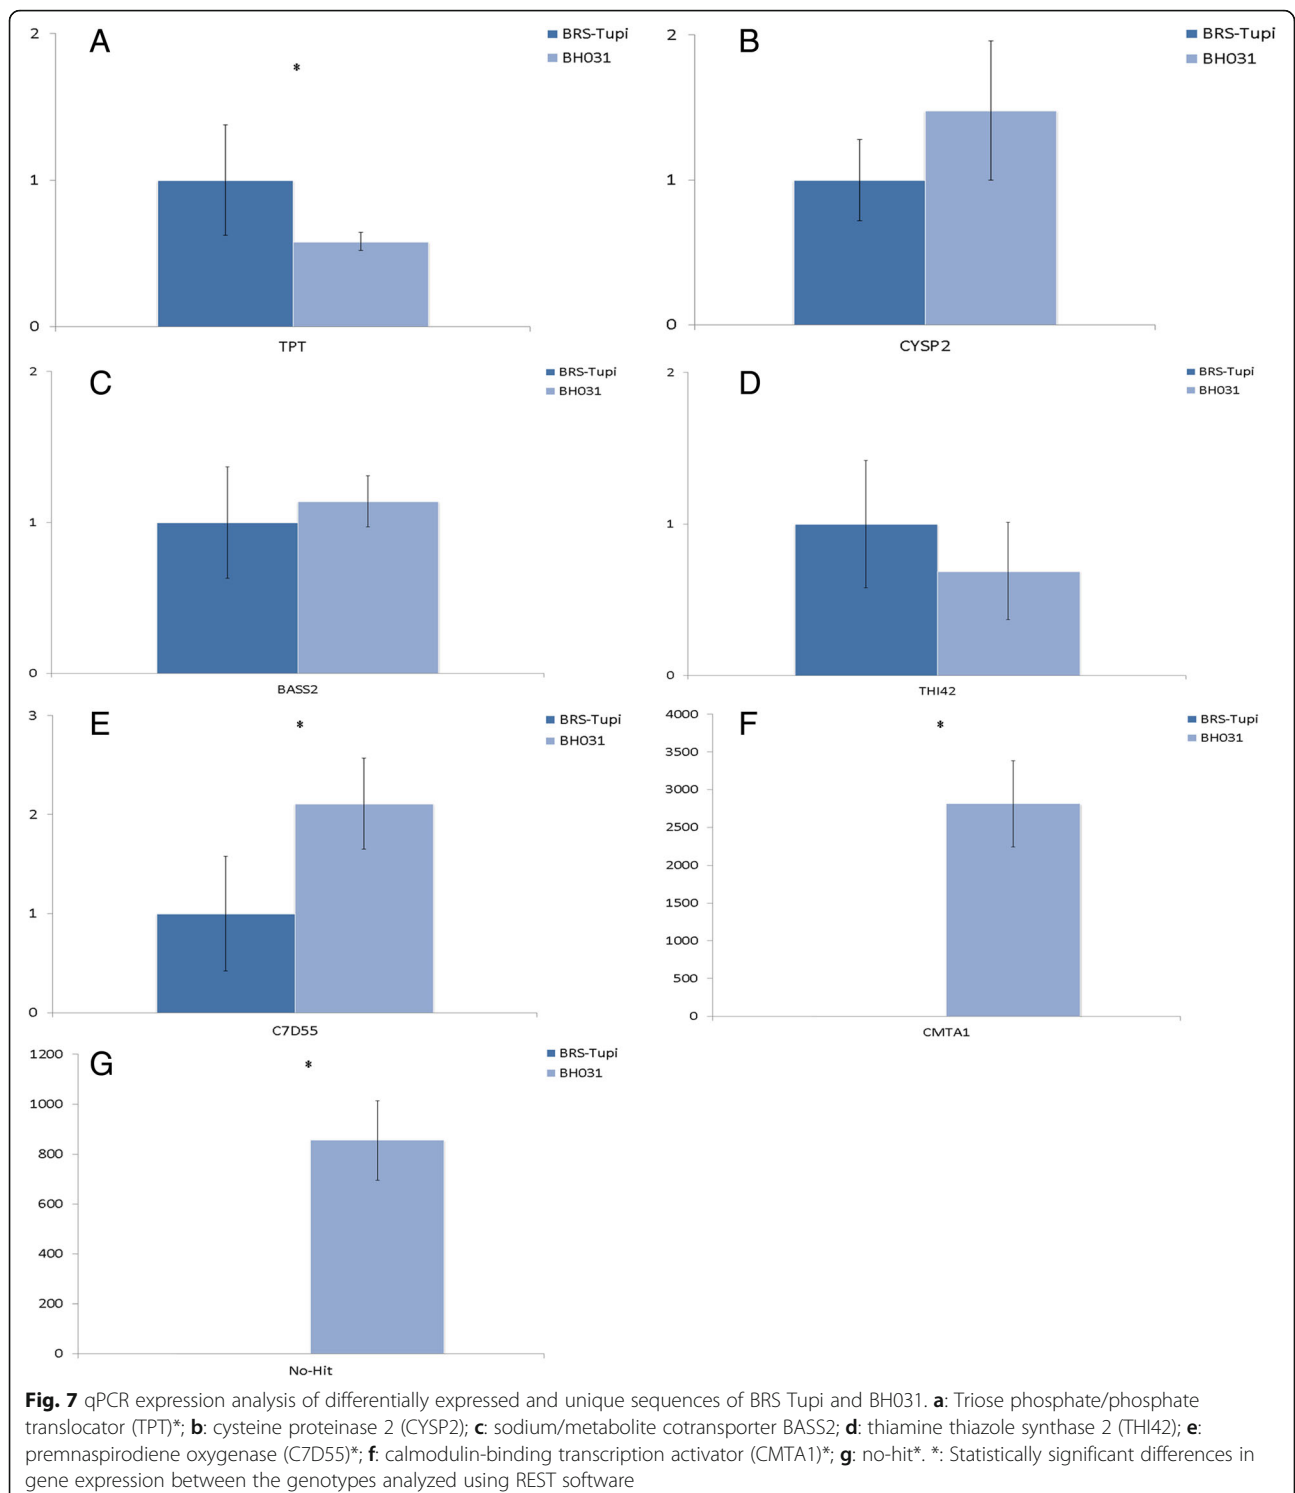 A
2
1
0
*
BRS-Tupi
BH031
TPT
B
2
1
0
BRS-Tupi
BH031
CYSP2
C
2
1
0
BRS-Tupi
BH031
BASS2
D
2
1
0
BRS-Tupi
BH031
THI42
E
3
2
1
0
*
BRS-Tupi
BH031
C7D55
F
4000
3500
3000
2500
2000
1500
1000
500
0
*
BRS-Tupi
BH031
CMTA1
G
1200
1000
800
600
400
200
0
*
BRS-Tupi
BH031
No-Hit
Fig. 7 qPCR expression analysis of differentially expressed and unique sequences of BRS Tupi and BH031. a: Triose phosphate/phosphate
translocator (TPT)*; b: cysteine proteinase 2 (CYSP2); c: sodium/metabolite cotransporter BASS2; d: thiamine thiazole synthase 2 (THI42); e:
premnaspirodiene oxygenase (C7D55)*; f: calmodulin-binding transcription activator (CMTA1)*; g: no-hit*. *: Statistically significant differences in
gene expression between the genotypes analyzed using REST software